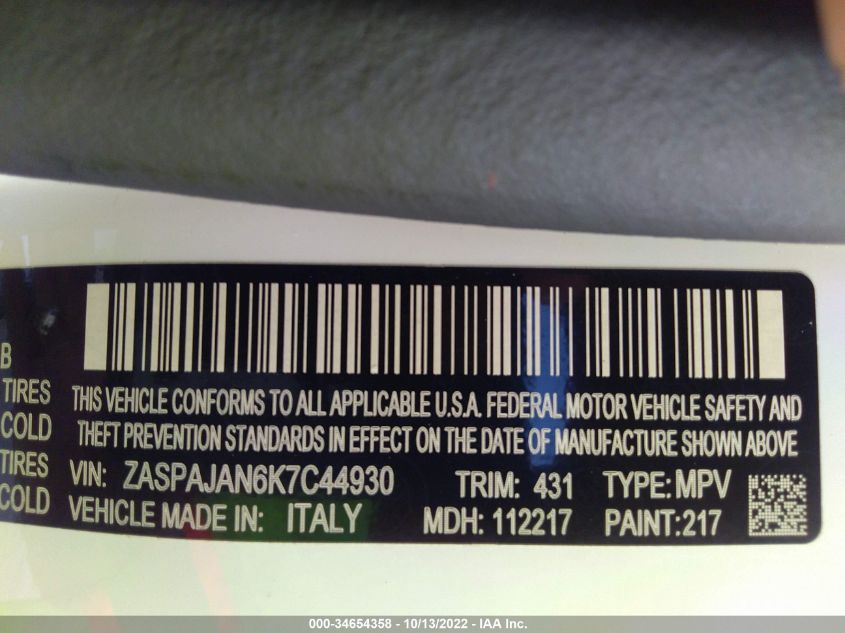 B
TIRES
COLD
TIRES
COLD
THIS VEHICLE CONFORMS TO ALL APPLICABLE U.S.A. FEDERAL MOTOR VEHICLE SAFETY AND
THEFT PREVENTION STANDARDS IN EFFECT ON THE DATE OF MANUFACTURE SHOWN ABOVE
VIN: ZASPAJAN6K7C44930 TRIM: 431 TYPE: MPV
VEHICLE MADE IN: ITALY MDH: 112217 PAINT:217
000-34654358 - 10/13/2022 - IAA Inc.